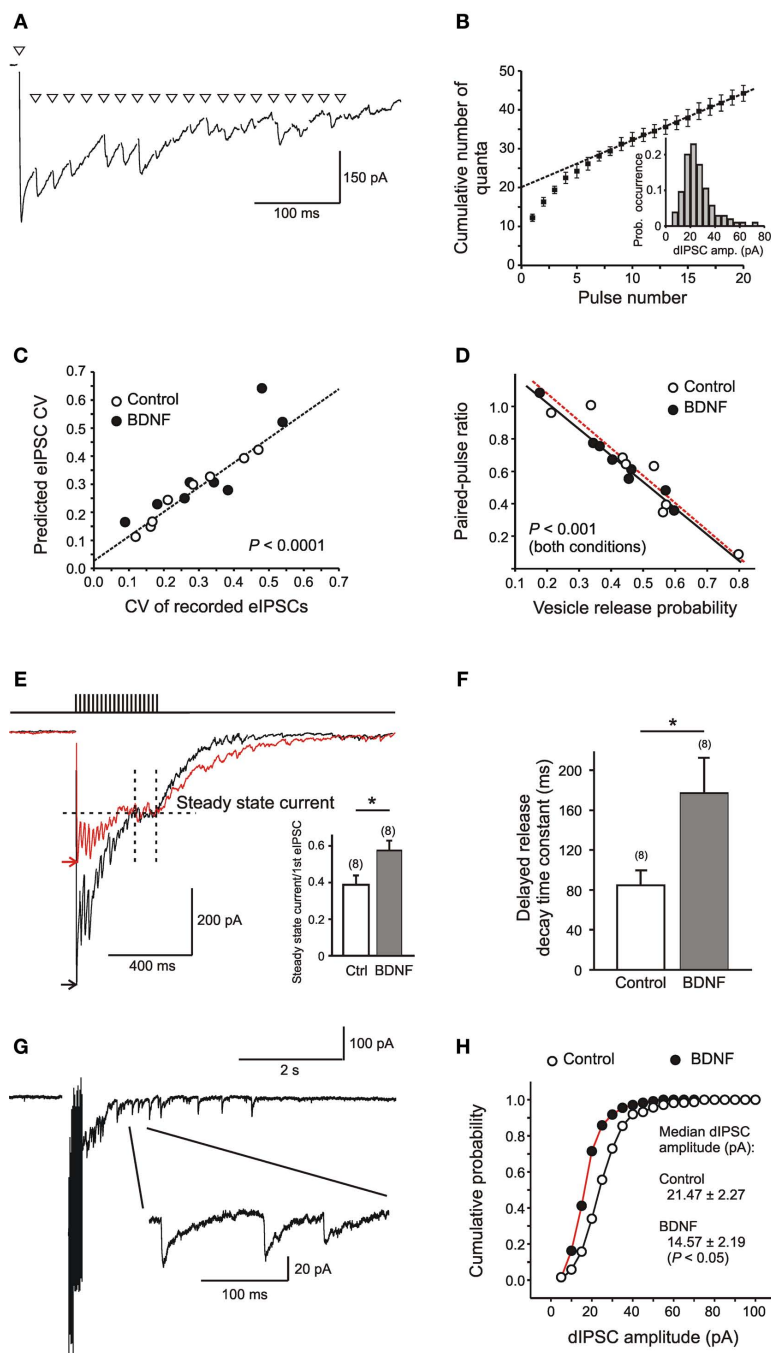 A
150 pA
100 ms
B
Cumulative number of
quanta
50
40
30
20
10
0
0
5
10
15
20
Pulse number
Prob. occurrence
0.2
0.1
0
0 20 40 60 80
dIPSC amp. (pA)
C
Predicted eIPSC CV
0.7
0.6
0.5
0.4
0.3
0.2
0.1
0.0
Control
BDNF
P < 0.0001
0.0 0.1 0.2 0.3 0.4 0.5 0.6 0.7
CV of recorded eIPSCs
D
Paired-pulse ratio
1.0
0.8
0.6
0.4
0.2
Control
BDNF
P < 0.001
(both conditions)
0.1 0.2 0.3 0.4 0.5 0.6 0.7 0.8
Vesicle release probability
E
Steady state current
200 pA
400 ms
Steady state current/1st eIPSC
0.6
0.4
0.2
0
(8)
*
(8)
Ctrl BDNF
F
Delayed release
decay time constant (ms)
200
160
120
80
40
0
*
(8)
(8)
Control BDNF
G
100 pA
2 s
20 pA
100 ms
H
Control BDNF
Cumulative probability
1.0
0.8
0.6
0.4
0.2
0.0
Median dIPSC
amplitude (pA):
Control
21.47 ± 2.27
BDNF
14.57 ± 2.19
(P < 0.05)
0 20 40 60 80 100
dIPSC amplitude (pA)